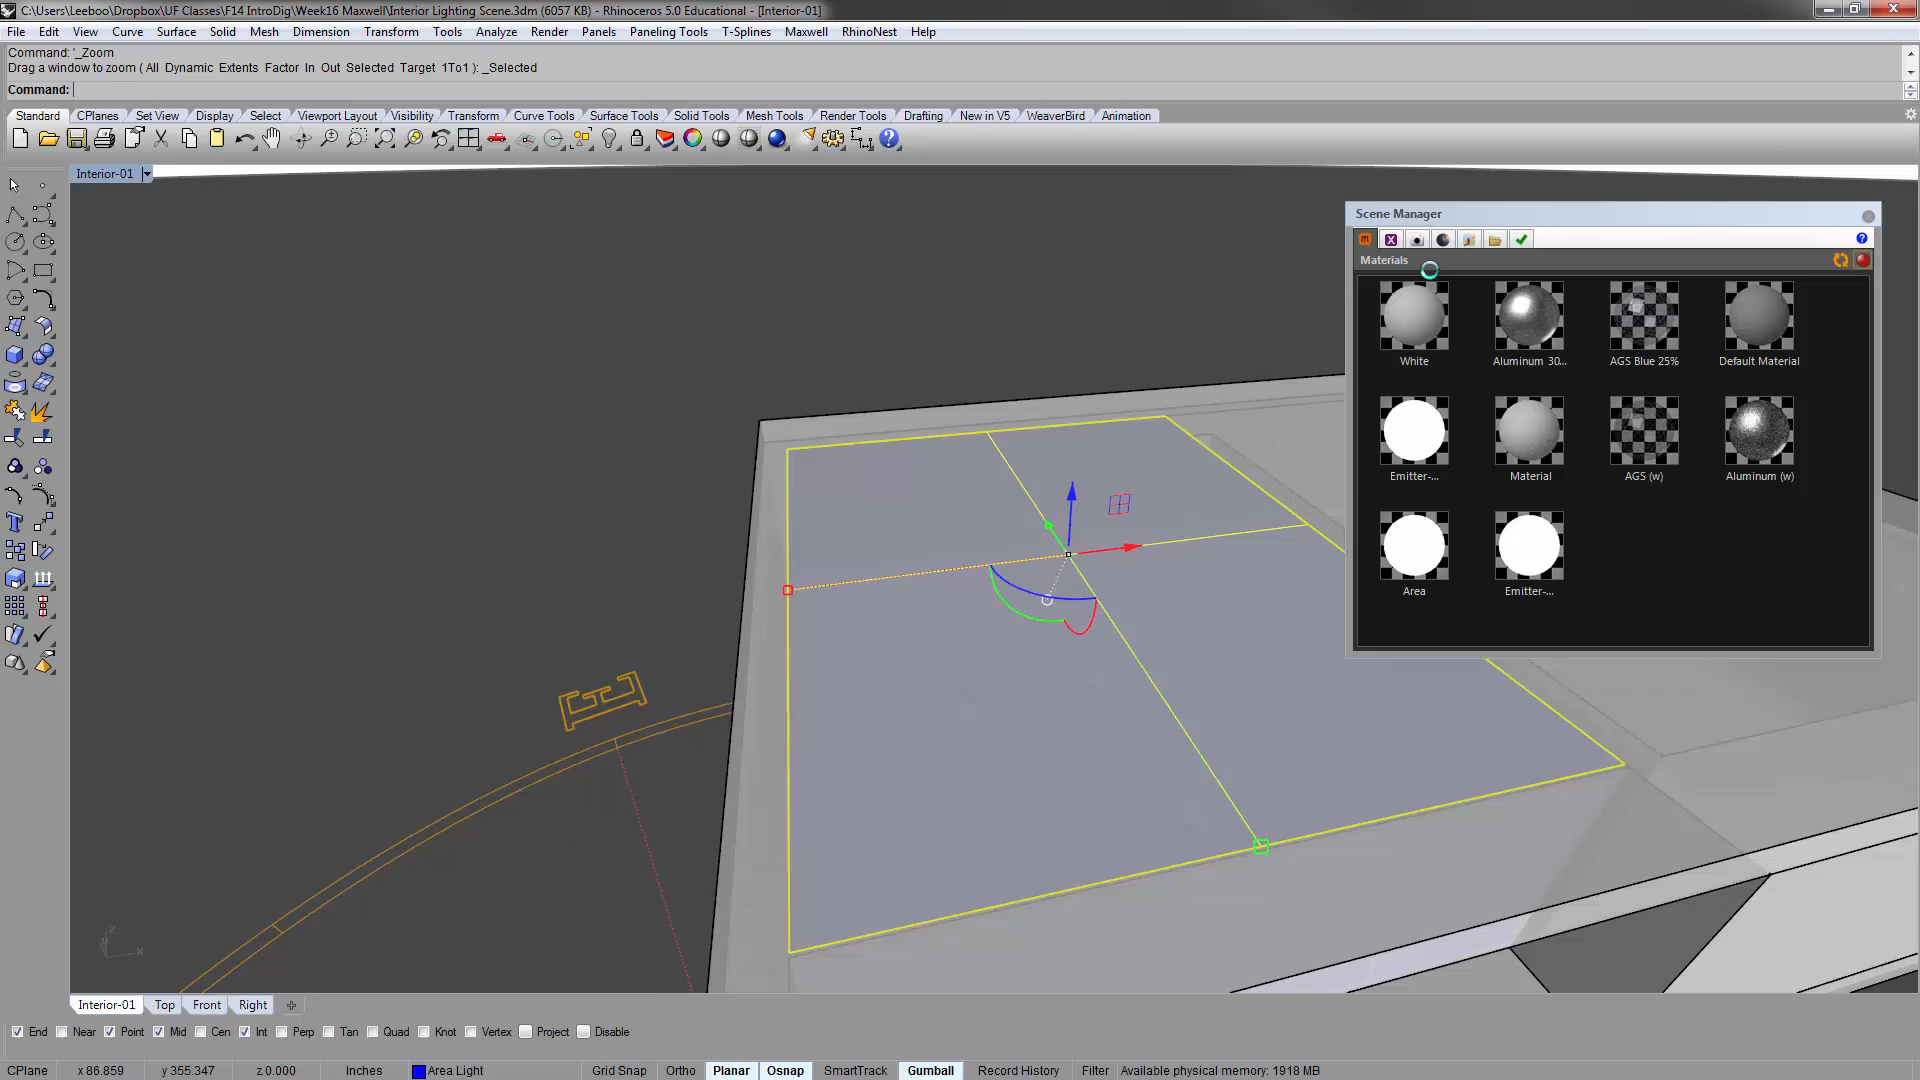 C:\Users\Leeboo\Dropbox\UF Classes\F14 IntroDig\Week16 Maxwell\Interior Lighting Scene.3dm (6057 KB) - Rhinoceros 5.0 Educational - [Interior-01]
File Edit View Curve Surface Solid Mesh Dimension Transform Tools Analyze Render Panels Paneling Tools T-Splines Maxwell RhinoNest Help
Command: '_Zoom
Drag a window to zoom ( All Dynamic Extents Factor In Out Selected Target 1To1 ): _Selected
Command:
Standard CPlanes Set View Display Select Viewport Layout Visibility Transform Curve Tools Surface Tools Solid Tools Mesh Tools Render Tools Drafting New in V5 WeaverBird Animation
Interior-01
Scene Manager
Materials
White Aluminum 30... AGS Blue 25% Default Material
Emitter-... Material AGS (w) Aluminum (w)
Area Emitter-...
z
x
Interior-01 Top Front Right
End Near Point Mid Cen Int Perp Tan Quad Knot Vertex Project Disable
CPlane x 86.859 y 355.347 z 0.000 Inches Area Light Grid Snap Ortho Planar Osnap SmartTrack Gumball Record History Filter Available physical memory: 1918 MB